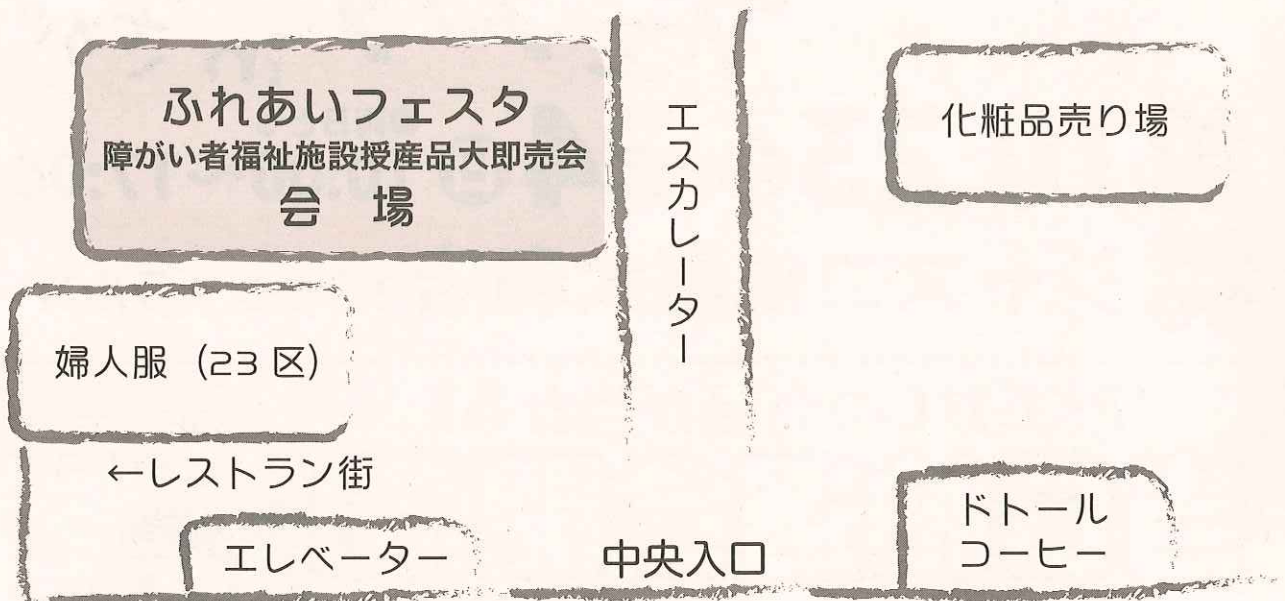 ふれあいフェスタ
障がい者福祉施設授産品大即売会
会 場
エスカレーター
化粧品売り場
婦人服 (23 区)
←レストラン街
エレベーター
中央入口
ドトール
コーヒー